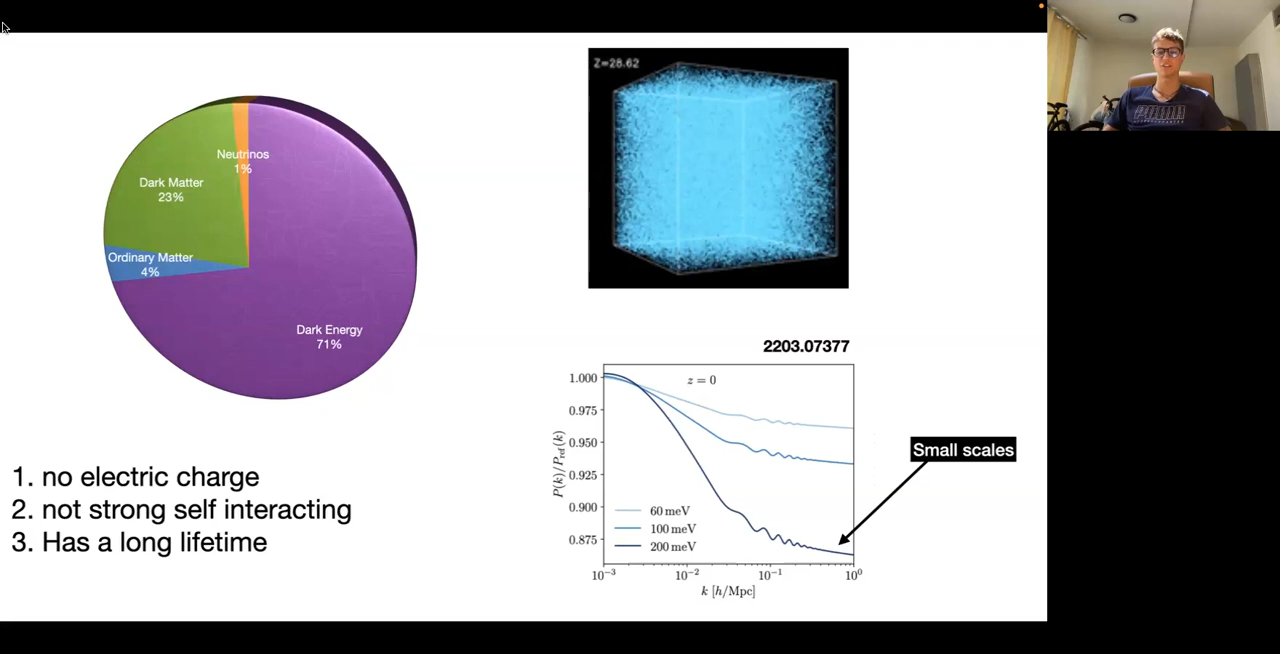 Neutrinos
1%
Dark Matter
23%
Ordinary Matter
4%
Dark Energy
71%
1. no electric charge
2. not strong self interacting
3. Has a long lifetime
Z=28.62
2203.07377
z = 0
1.000
0.975
0.950
0.925
0.900
0.875
P(k)/P_ref(k)
60 meV
100 meV
200 meV
10⁻³ 10⁻² 10⁻¹ 10⁰
k [h/Mpc]
Small scales